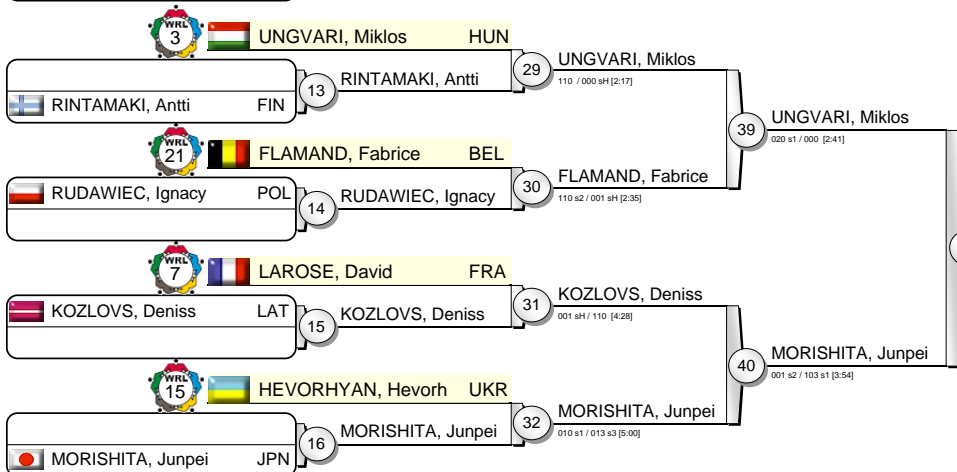 WRL
3
UNGVARI, Miklos HUN
RINTAMAKI, Antti FIN
13
RINTAMAKI, Antti
29
UNGVARI, Miklos
110 / 000 sH [2:17]
39
UNGVARI, Miklos
020 s1 / 000 [2:41]
WRL
21
FLAMAND, Fabrice BEL
RUDAWIEC, Ignacy POL
14
RUDAWIEC, Ignacy
30
FLAMAND, Fabrice
110 s2 / 001 sH [2:35]
WRL
7
LAROSE, David FRA
KOZLOVS, Deniss LAT
15
KOZLOVS, Deniss
31
KOZLOVS, Deniss
001 sH / 110 [4:28]
40
MORISHITA, Junpei
001 s2 / 103 s1 [3:54]
WRL
15
HEVORHYAN, Hevorh UKR
MORISHITA, Junpei JPN
16
MORISHITA, Junpei
32
MORISHITA, Junpei
010 s1 / 013 s3 [5:00]